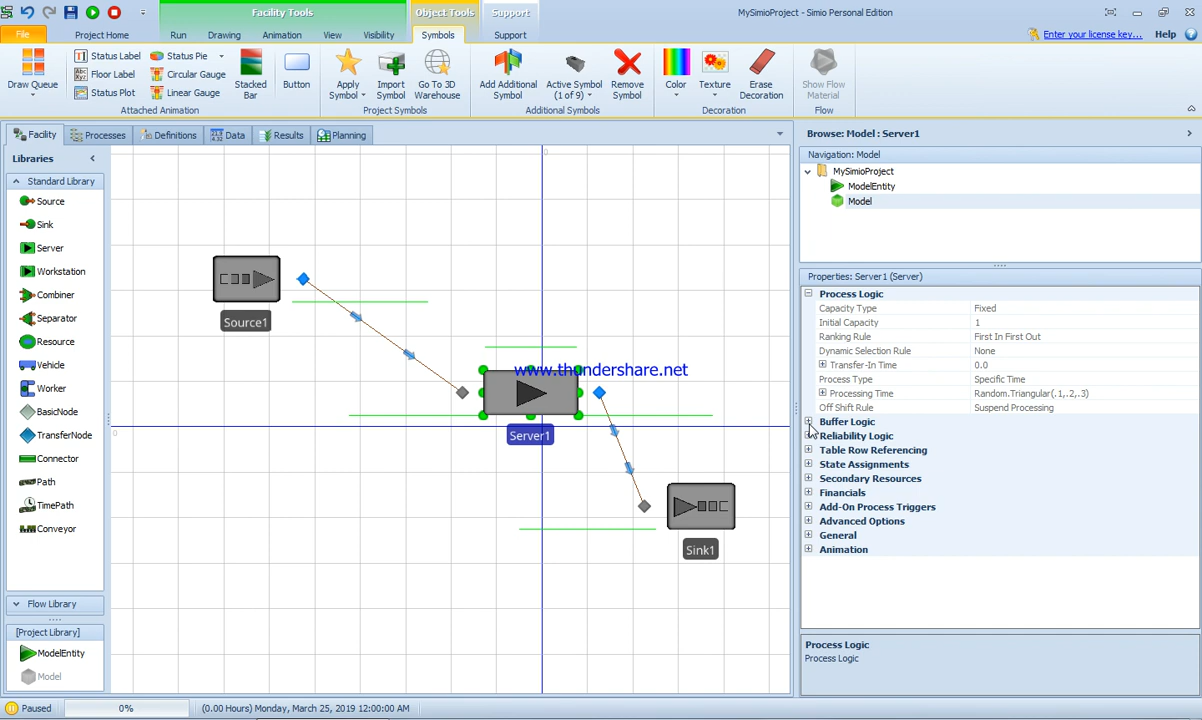 Facility Tools
Object Tools
Support
MySimioProject - Simio Personal Edition
File
Project Home
Run
Drawing
Animation
View
Visibility
Symbols
Support
Enter your license key...
Help
Draw Queue
Status Label
Floor Label
Status Plot
Status Pie
Circular Gauge
Linear Gauge
Stacked Bar
Button
Attached Animation
Apply Symbol
Import Symbol
Go To 3D Warehouse
Project Symbols
Add Additional Symbol
Active Symbol (1 of 9)
Remove Symbol
Additional Symbols
Color
Texture
Erase Decoration
Decoration
Show Flow Material
Flow
Facility
Processes
Definitions
Data
Results
Planning
Libraries
Standard Library
Source
Sink
Server
Workstation
Combiner
Separator
Resource
Vehicle
Worker
BasicNode
TransferNode
Connector
Path
TimePath
Conveyor
Flow Library
[Project Library]
ModelEntity
Model
0
0
Source1
www.thundershare.net
Server1
Sink1
Browse: Model : Server1
Navigation: Model
MySimioProject
ModelEntity
Model
Properties: Server1 (Server)
Process Logic
Capacity Type Fixed
Initial Capacity 1
Ranking Rule First In First Out
Dynamic Selection Rule None
Transfer-In Time 0.0
Process Type Specific Time
Processing Time Random.Triangular(.1,.2,.3)
Off Shift Rule Suspend Processing
Buffer Logic
Reliability Logic
Table Row Referencing
State Assignments
Secondary Resources
Financials
Add-On Process Triggers
Advanced Options
General
Animation
Process Logic
Process Logic
Paused
0%
(0.00 Hours) Monday, March 25, 2019 12:00:00 AM